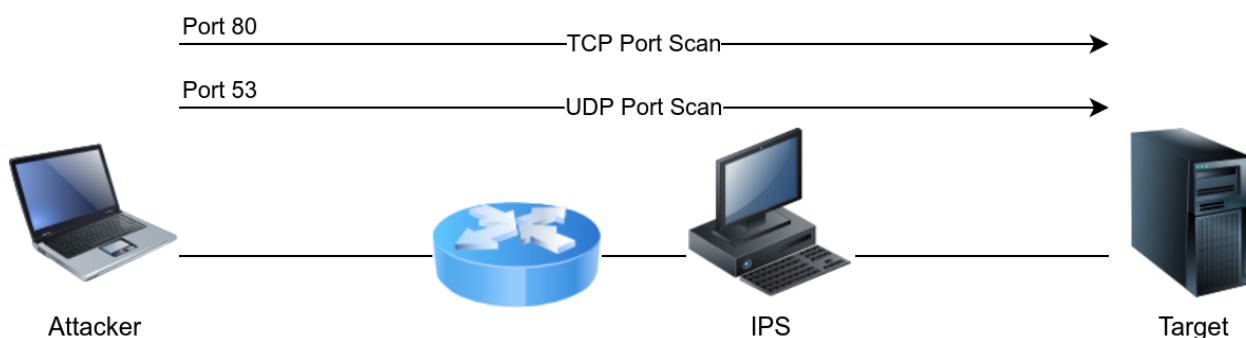 Port 80
TCP Port Scan
Port 53
UDP Port Scan
Attacker
IPS
Target